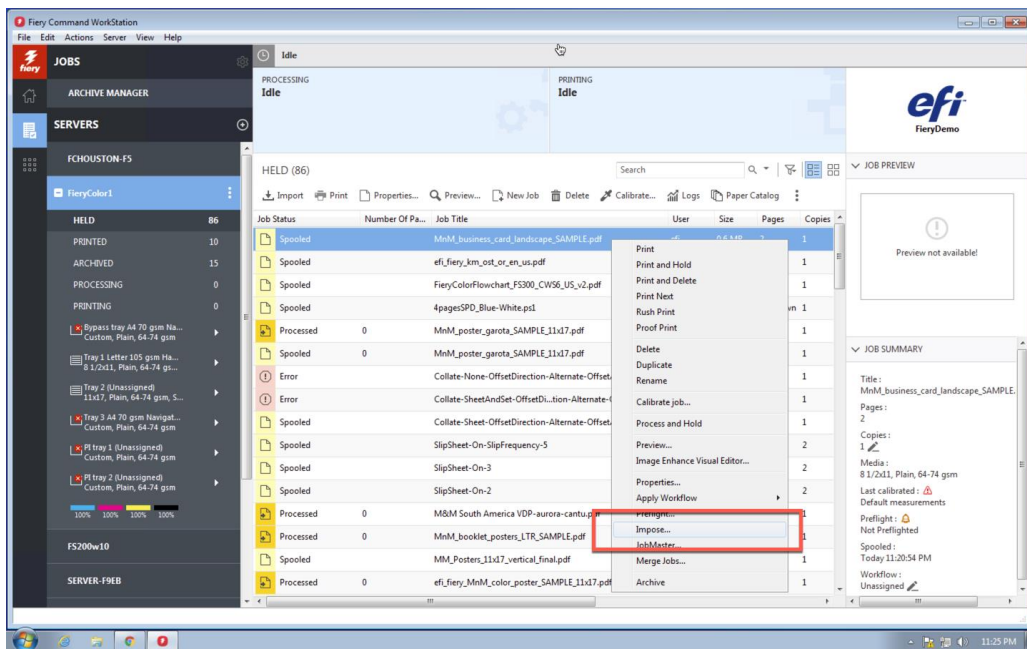 Fiery Command WorkStation
File Edit Actions Server View Help
fiery
JOBS
Idle
ARCHIVE MANAGER
SERVERS
FCHOUSTON-F5
FieryColor1
HELD 86
PRINTED 10
ARCHIVED 15
PROCESSING 0
PRINTING 0
Bypass tray A4 70 gsm Na...
Custom, Plain, 64-74 gsm
Tray 1 Letter 105 gsm Ha...
8 1/2x11, Plain, 64-74 gs...
Tray 2 (Unassigned)
11x17, Plain, 64-74 gsm, S...
Tray 3 A4 70 gsm Navigat...
Custom, Plain, 64-74 gsm
PI tray 1 (Unassigned)
Custom, Plain, 64-74 gsm
PI tray 2 (Unassigned)
Custom, Plain, 64-74 gsm
100% 100% 100% 100%
FS200w10
SERVER-F9EB
PROCESSING
Idle
PRINTING
Idle
HELD (86)
Search
Import Print Properties... Preview... New Job Delete Calibrate... Logs Paper Catalog
Job Status Number Of Pa... Job Title User Size Pages Copies
Spooled MnM_business_card_landscape_SAMPLE.pdf efi 0.6 MB 2 1
Spooled efi_fiery_km_ost_or_en_us.pdf 1
Spooled FieryColorFlowchart_FS300_CWS6_US_v2.pdf 1
Spooled 4pagesSPD_Blue-White.ps1 wn 1
Processed 0 MnM_poster_garota_SAMPLE_11x17.pdf 1
Spooled 0 MnM_poster_garota_SAMPLE_11x17.pdf 1
Error Collate-None-OffsetDirection-Alternate-Offset 1
Error Collate-SheetAndSet-OffsetDi...tion-Alternate- 1
Spooled Collate-Sheet-OffsetDirection-Alternate-Offset 1
Spooled SlipSheet-On-SlipFrequency-5 2
Spooled SlipSheet-On-3 2
Spooled SlipSheet-On-2 2
Processed 0 M&M South America VDP-aurora-cantu.pdf 1
Processed 0 MnM_booklet_posters_LTR_SAMPLE.pdf 1
Spooled MM_Posters_11x17_vertical_final.pdf 1
Processed 0 efi_fiery_MnM_color_poster_SAMPLE_11x17.pdf 1
Print
Print and Hold
Print and Delete
Print Next
Rush Print
Proof Print
Delete
Duplicate
Rename
Calibrate job...
Process and Hold
Preview...
Image Enhance Visual Editor...
Properties...
Apply Workflow
Preflight...
Impose...
JobMaster...
Merge Jobs...
Archive
efi
FieryDemo
JOB PREVIEW
Preview not available!
JOB SUMMARY
Title :
MnM_business_card_landscape_SAMPLE.
Pages :
2
Copies :
1
Media :
8 1/2x11, Plain, 64-74 gsm
Last calibrated :
Default measurements
Preflight :
Not Preflighted
Spooled :
Today 11:20:54 PM
Workflow :
Unassigned
11:25 PM